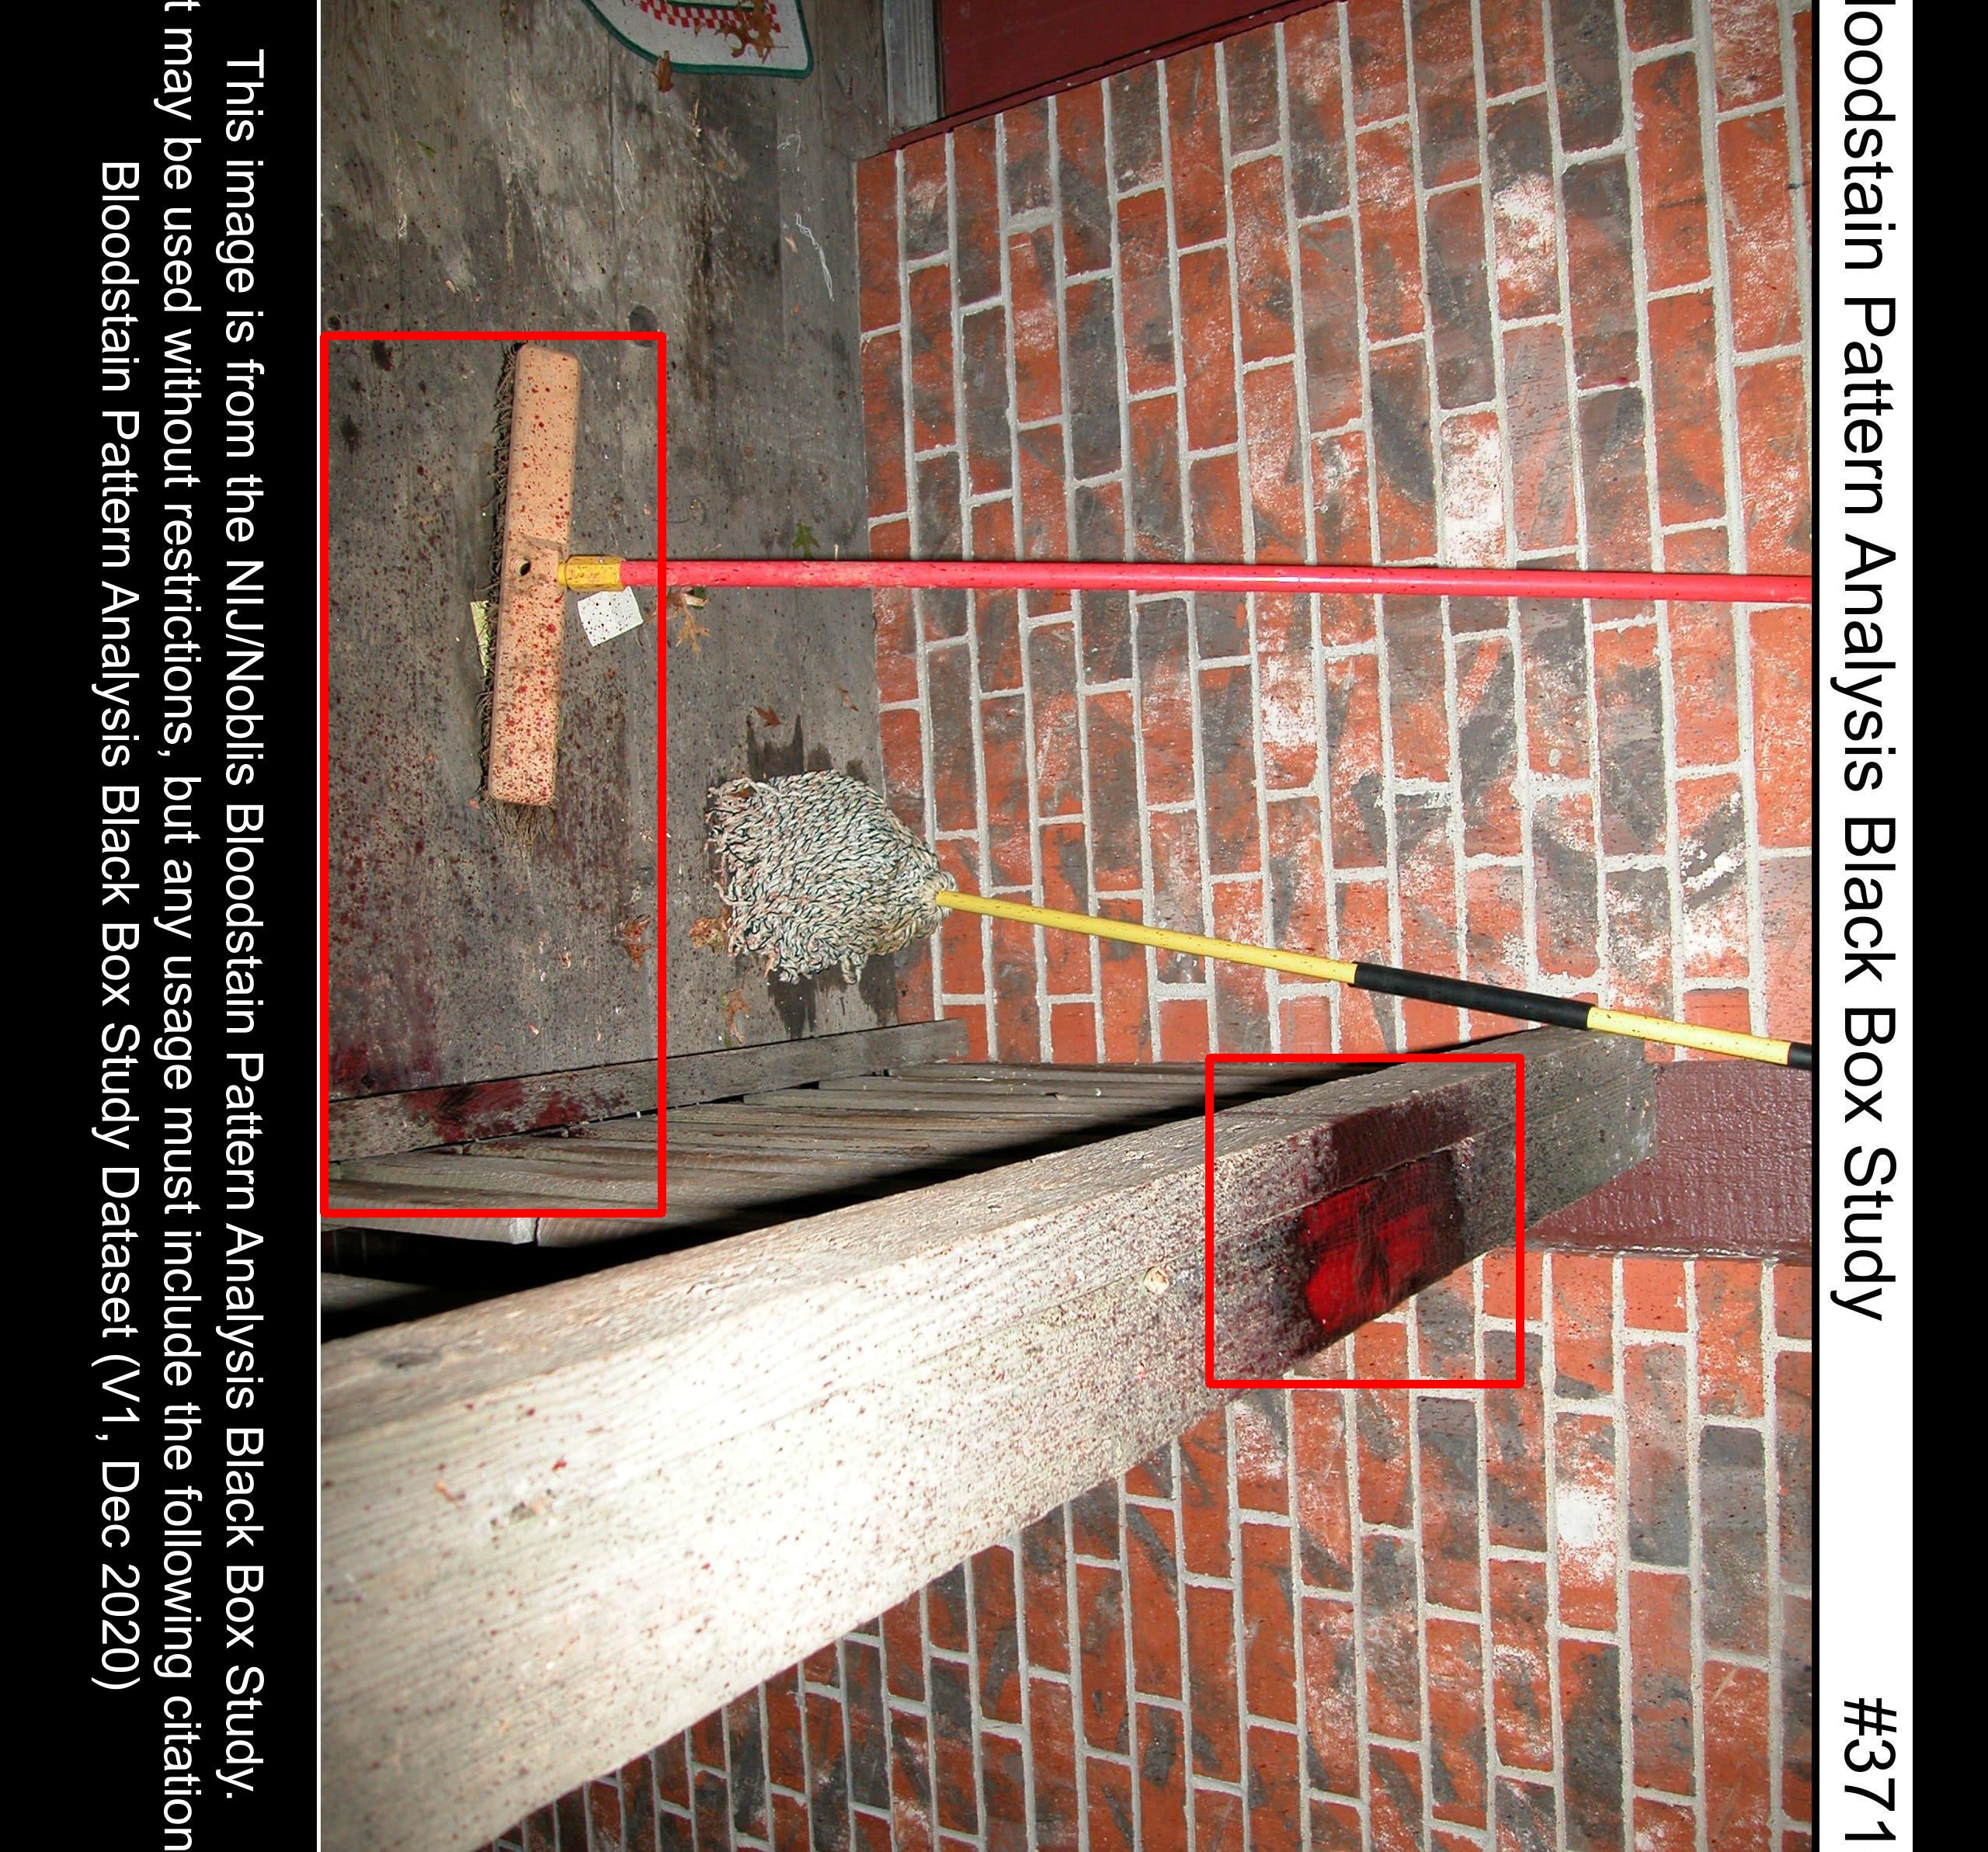 loodstain Pattern Analysis Black Box Study #371
This image is from the NIJ/Noblis Bloodstain Pattern Analysis Black Box Study.
t may be used without restrictions, but any usage must include the following citation
Bloodstain Pattern Analysis Black Box Study Dataset (V1, Dec 2020)